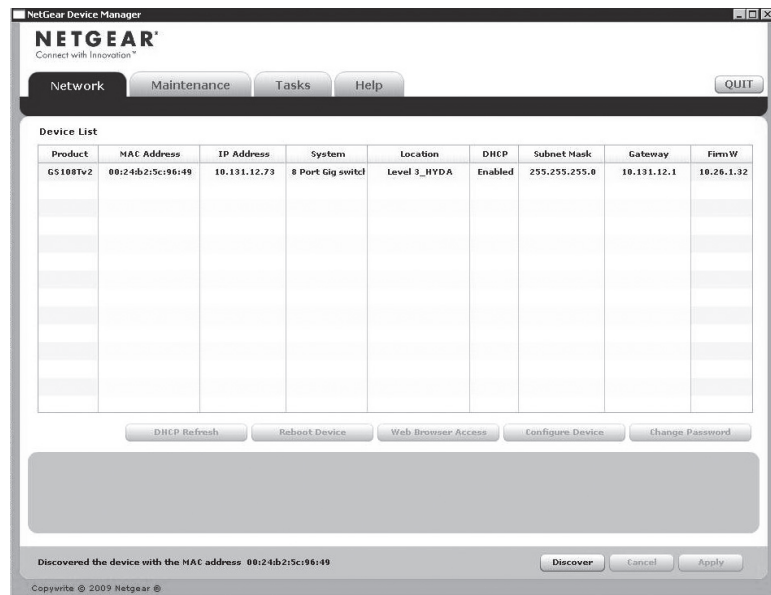 NetGear Device Manager
NETGEAR®
Connect with Innovation™
Network Maintenance Tasks Help QUIT
Device List
Product MAC Address IP Address System Location DHCP Subnet Mask Gateway FirmW
GS108Tv2 00:24:b2:5c:96:49 10.131.12.73 8 Port Gig switch Level 3_HYDA Enabled 255.255.255.0 10.131.12.1 10.26.1.32
DHCP Refresh Reboot Device Web Browser Access Configure Device Change Password
Discovered the device with the MAC address 00:24:b2:5c:96:49 Discover Cancel Apply
Copywrite © 2009 Netgear ®